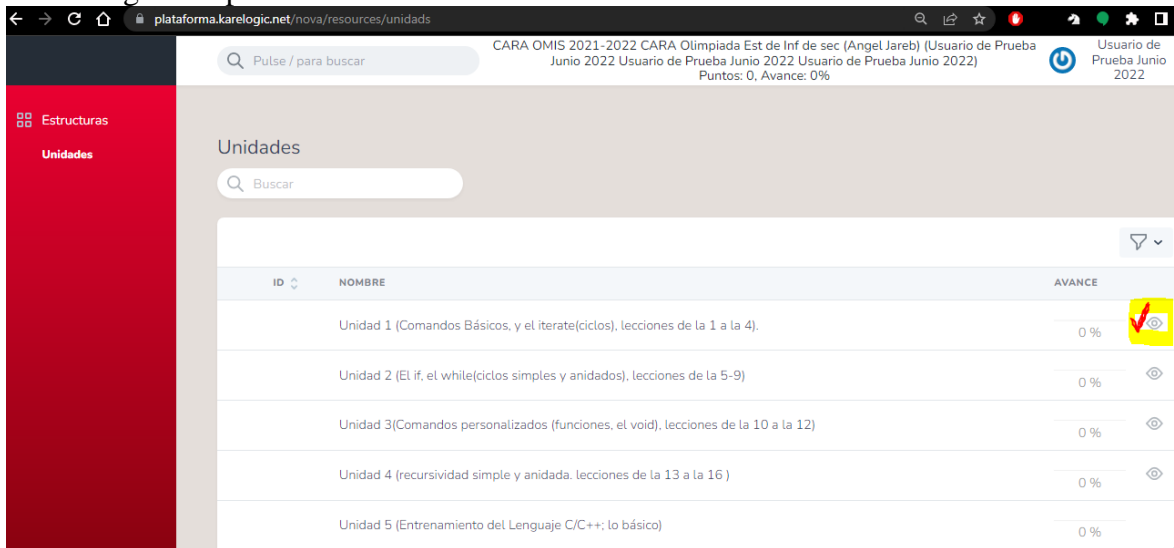 plataforma.karelogic.net/nova/resources/unidads
Pulse / para buscar
CARA OMIS 2021-2022 CARA Olimpiada Est de Inf de sec (Angel Jareb) (Usuario de Prueba
Junio 2022 Usuario de Prueba Junio 2022 Usuario de Prueba Junio 2022)
Puntos: 0, Avance: 0%
Usuario de
Prueba Junio
2022
Estructuras
Unidades
Unidades
Buscar
ID NOMBRE AVANCE
Unidad 1 (Comandos Básicos, y el iterate(ciclos), lecciones de la 1 a la 4). 0 %
Unidad 2 (El if, el while(ciclos simples y anidados), lecciones de la 5-9) 0 %
Unidad 3(Comandos personalizados (funciones, el void), lecciones de la 10 a la 12) 0 %
Unidad 4 (recursividad simple y anidada. lecciones de la 13 a la 16 ) 0 %
Unidad 5 (Entrenamiento del Lenguaje C/C++; lo básico) 0 %